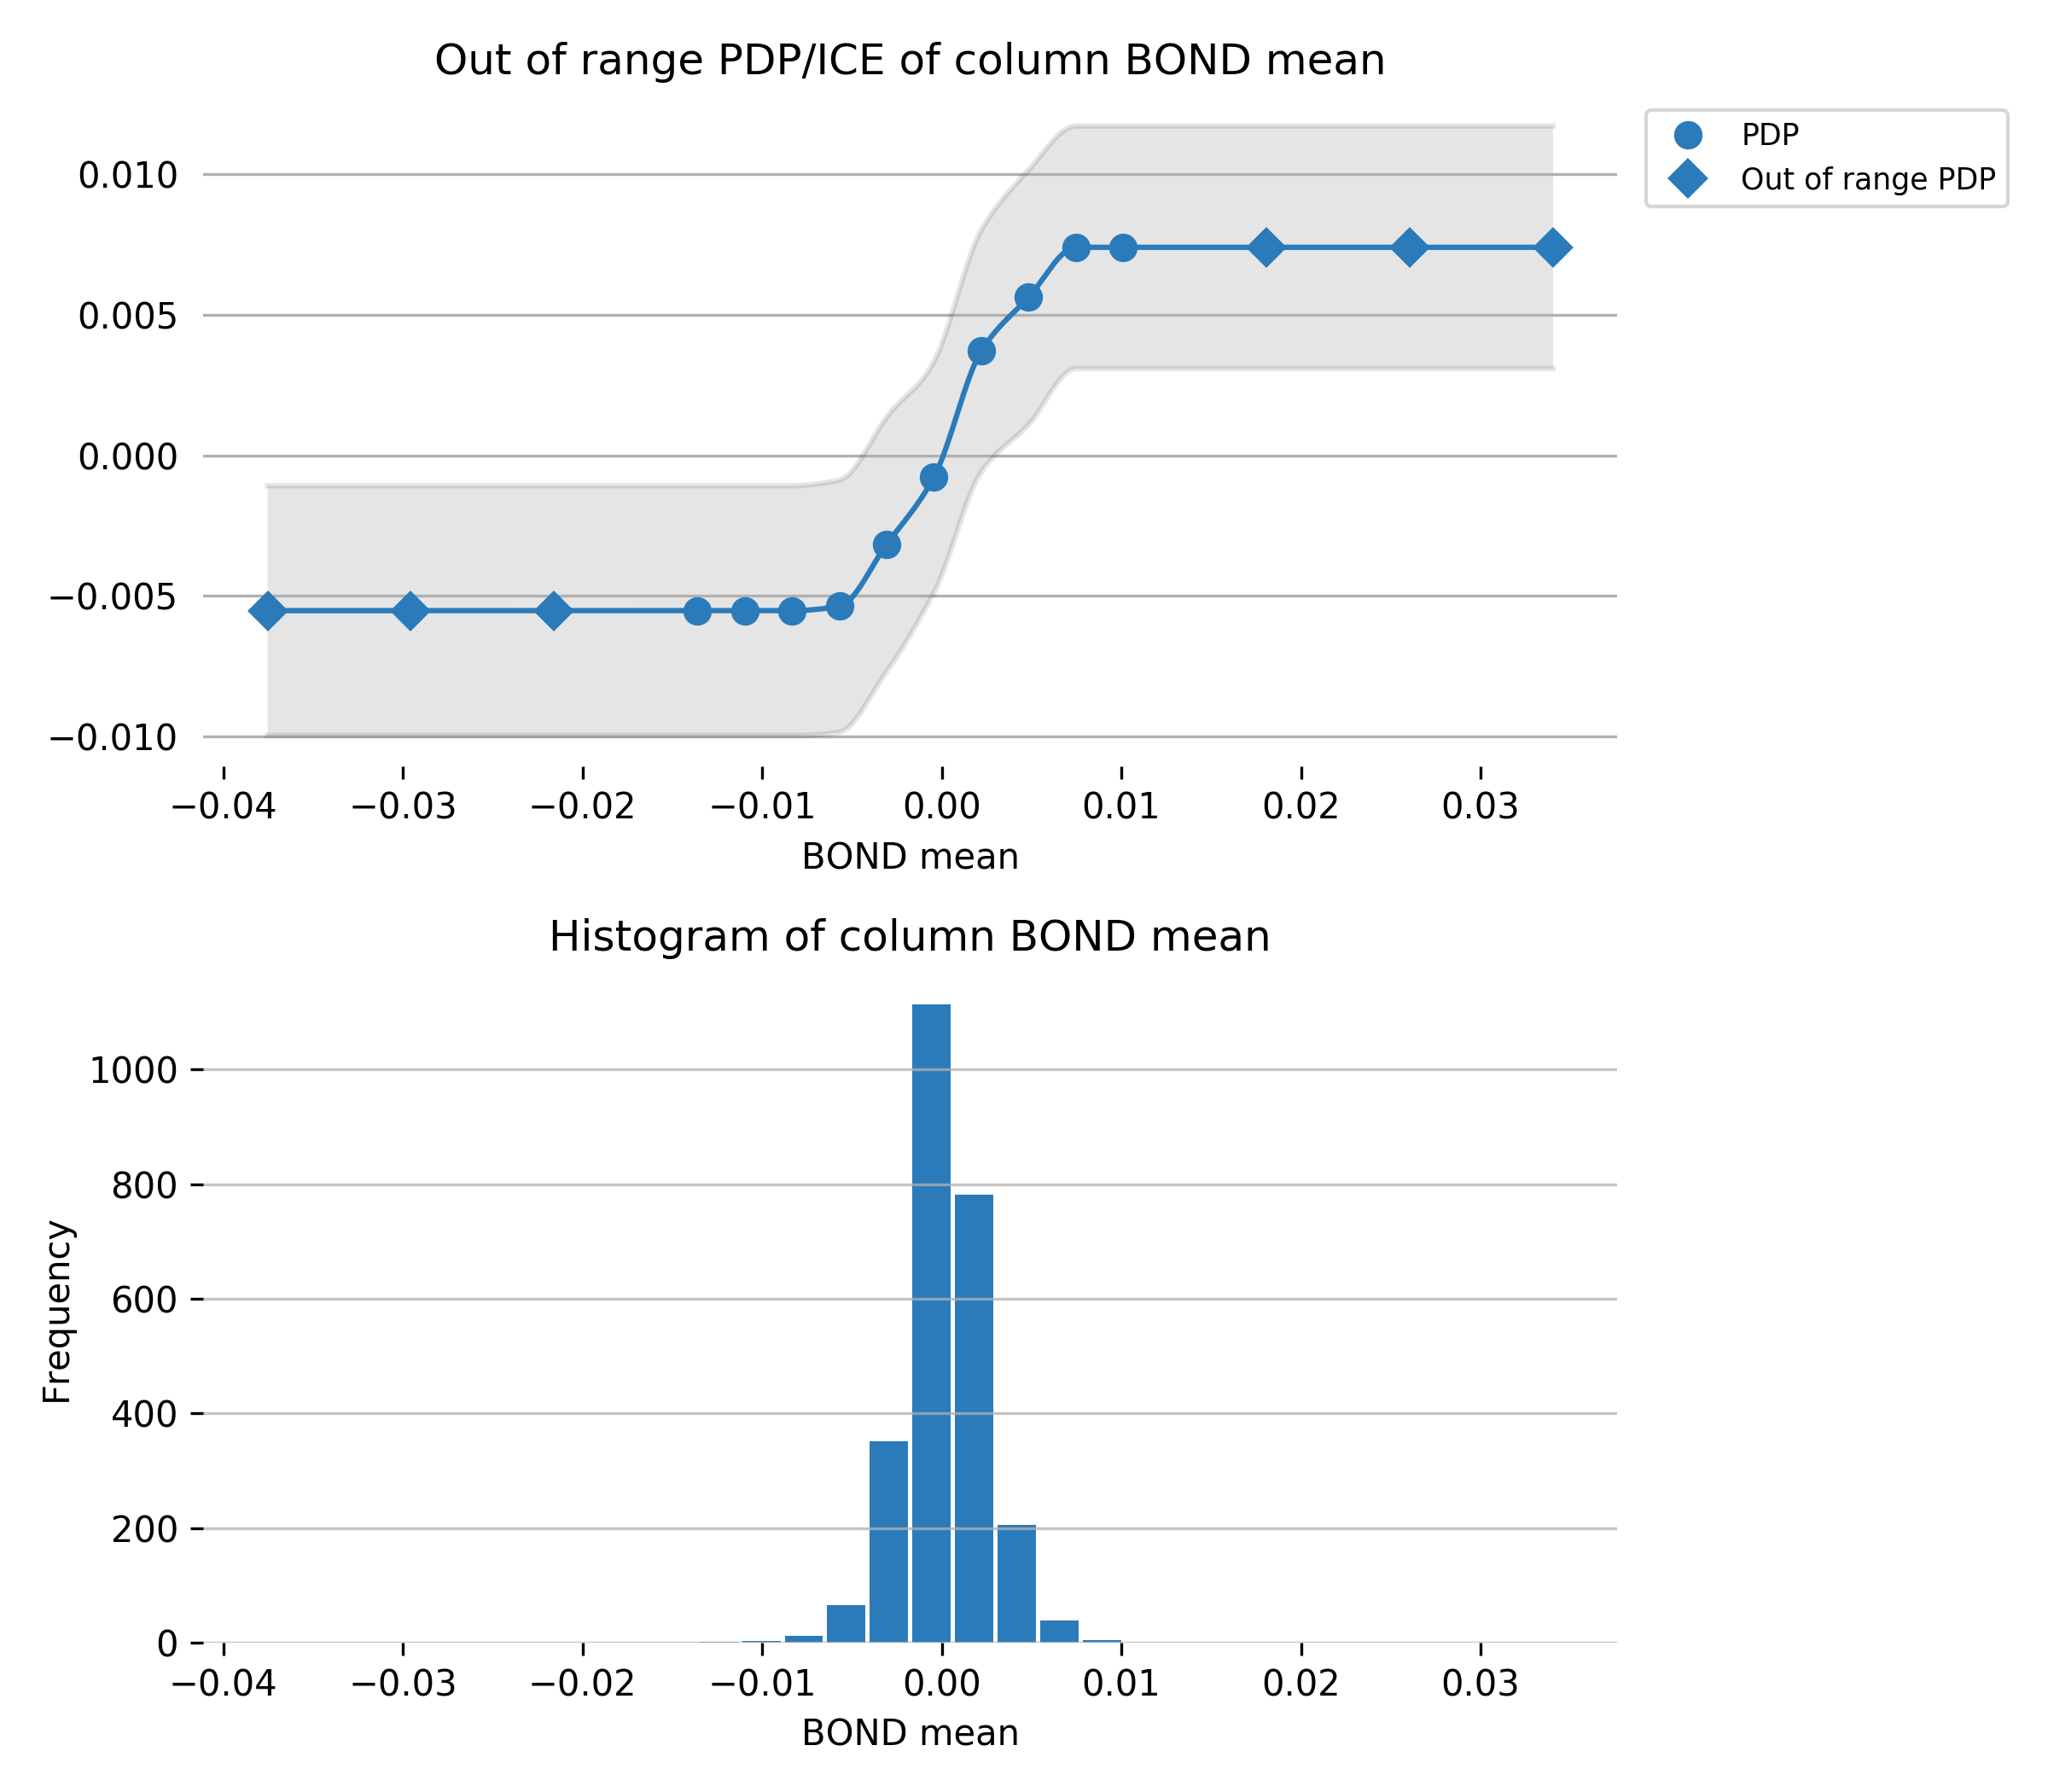 Out of range PDP/ICE of column BOND mean
PDP
Out of range PDP
0.010
0.005
0.000
−0.005
−0.010
−0.04 −0.03 −0.02 −0.01 0.00 0.01 0.02 0.03
BOND mean
Histogram of column BOND mean
Frequency
1000
800
600
400
200
0
−0.04 −0.03 −0.02 −0.01 0.00 0.01 0.02 0.03
BOND mean